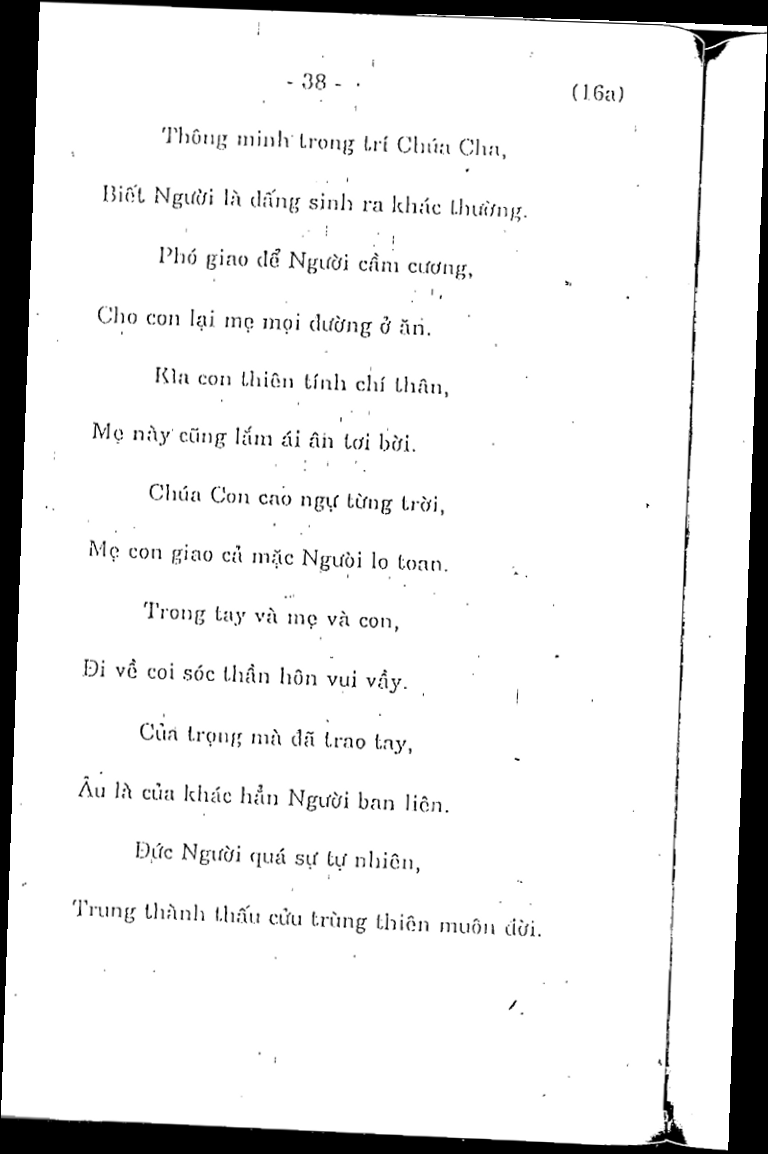 - 38 -
(16a)
Thông minh trong trí Chúa Cha,
Biết Người là dấng sinh ra khác thường.
Phó giao dể Người cầm cương,
Cho con lại mẹ mọi dường ở ăn.
Kìa con thiên tính chí thân,
Mẹ này cũng lắm ái ân tơi bời.
Chúa Con cao ngự từng trời,
Mẹ con giao cả mặc Người lo toan.
Trong tay và mẹ và con,
Đi về coi sóc thần hôn vui vầy.
Của trọng mà đã trao tay,
Âu là của khác hẳn Người ban liên.
Đức Người quá sự tự nhiên,
Trung thành thấu cửu trùng thiên muôn đời.